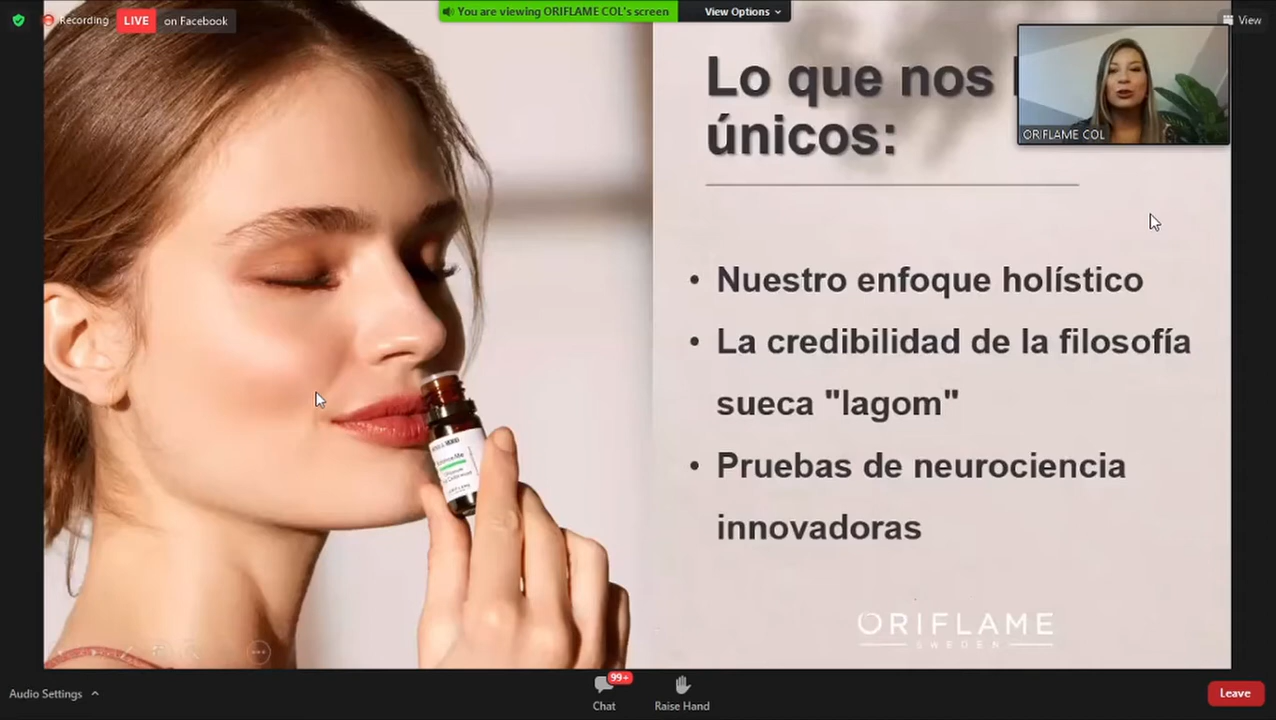 Recording
LIVE
on Facebook
You are viewing ORIFLAME COL's screen
View Options
View
Lo que nos
únicos:
ORIFLAME COL
Nuestro enfoque holístico
La credibilidad de la filosofía
sueca "lagom"
Pruebas de neurociencia
innovadoras
ORIFLAME
SWEDEN
Audio Settings
99+
Chat
Raise Hand
Leave